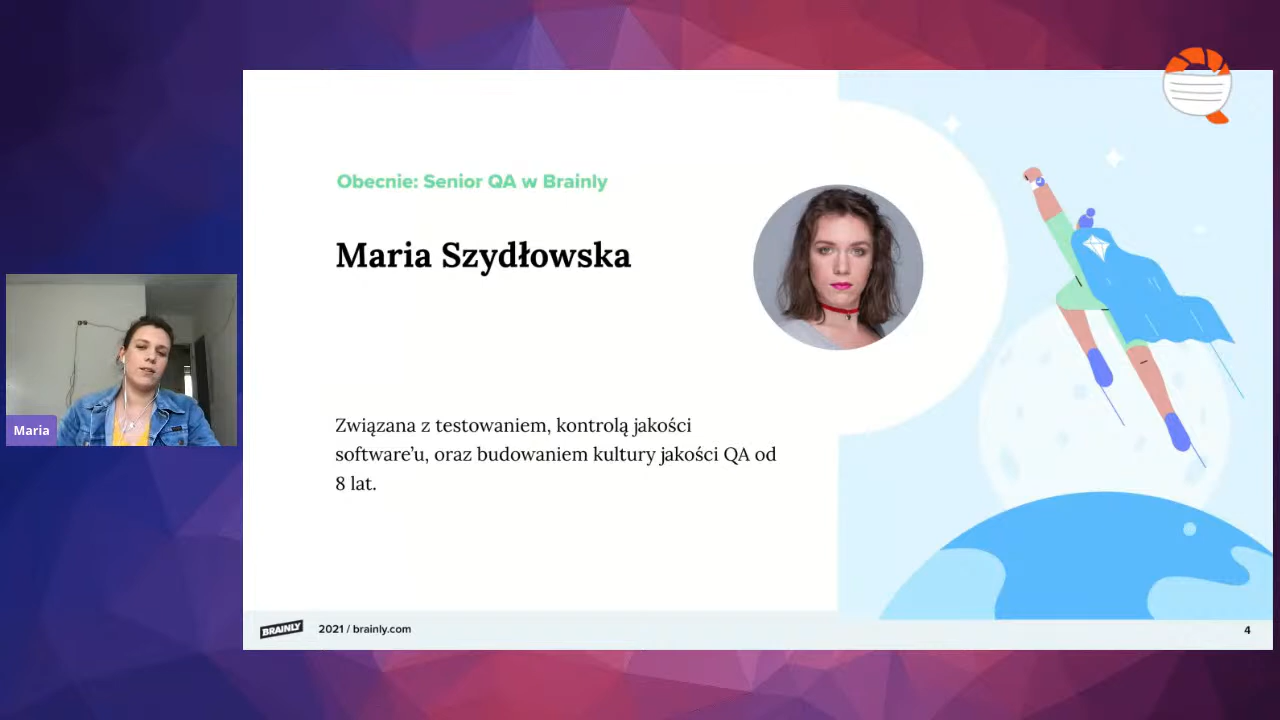 Obecnie: Senior QA w Brainly
Maria Szydłowska
Maria
Związana z testowaniem, kontrolą jakości
software’u, oraz budowaniem kultury jakości QA od
8 lat.
BRAINLY
2021 / brainly.com
4